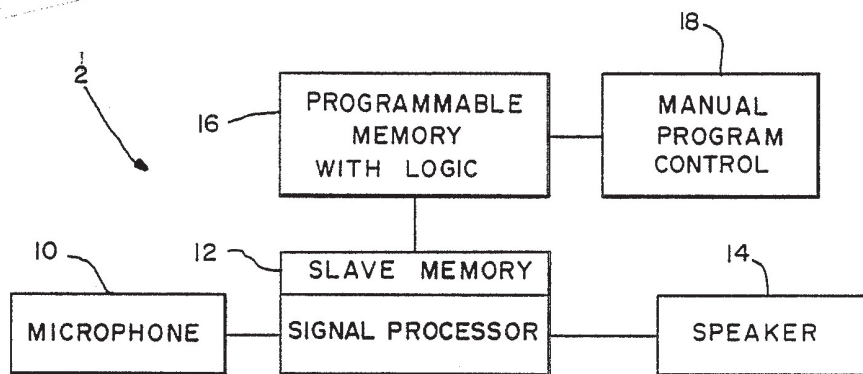 18
2
16
PROGRAMMABLE
MEMORY
WITH LOGIC
MANUAL
PROGRAM
CONTROL
10
12
14
SLAVE MEMORY
MICROPHONE
SIGNAL PROCESSOR
SPEAKER